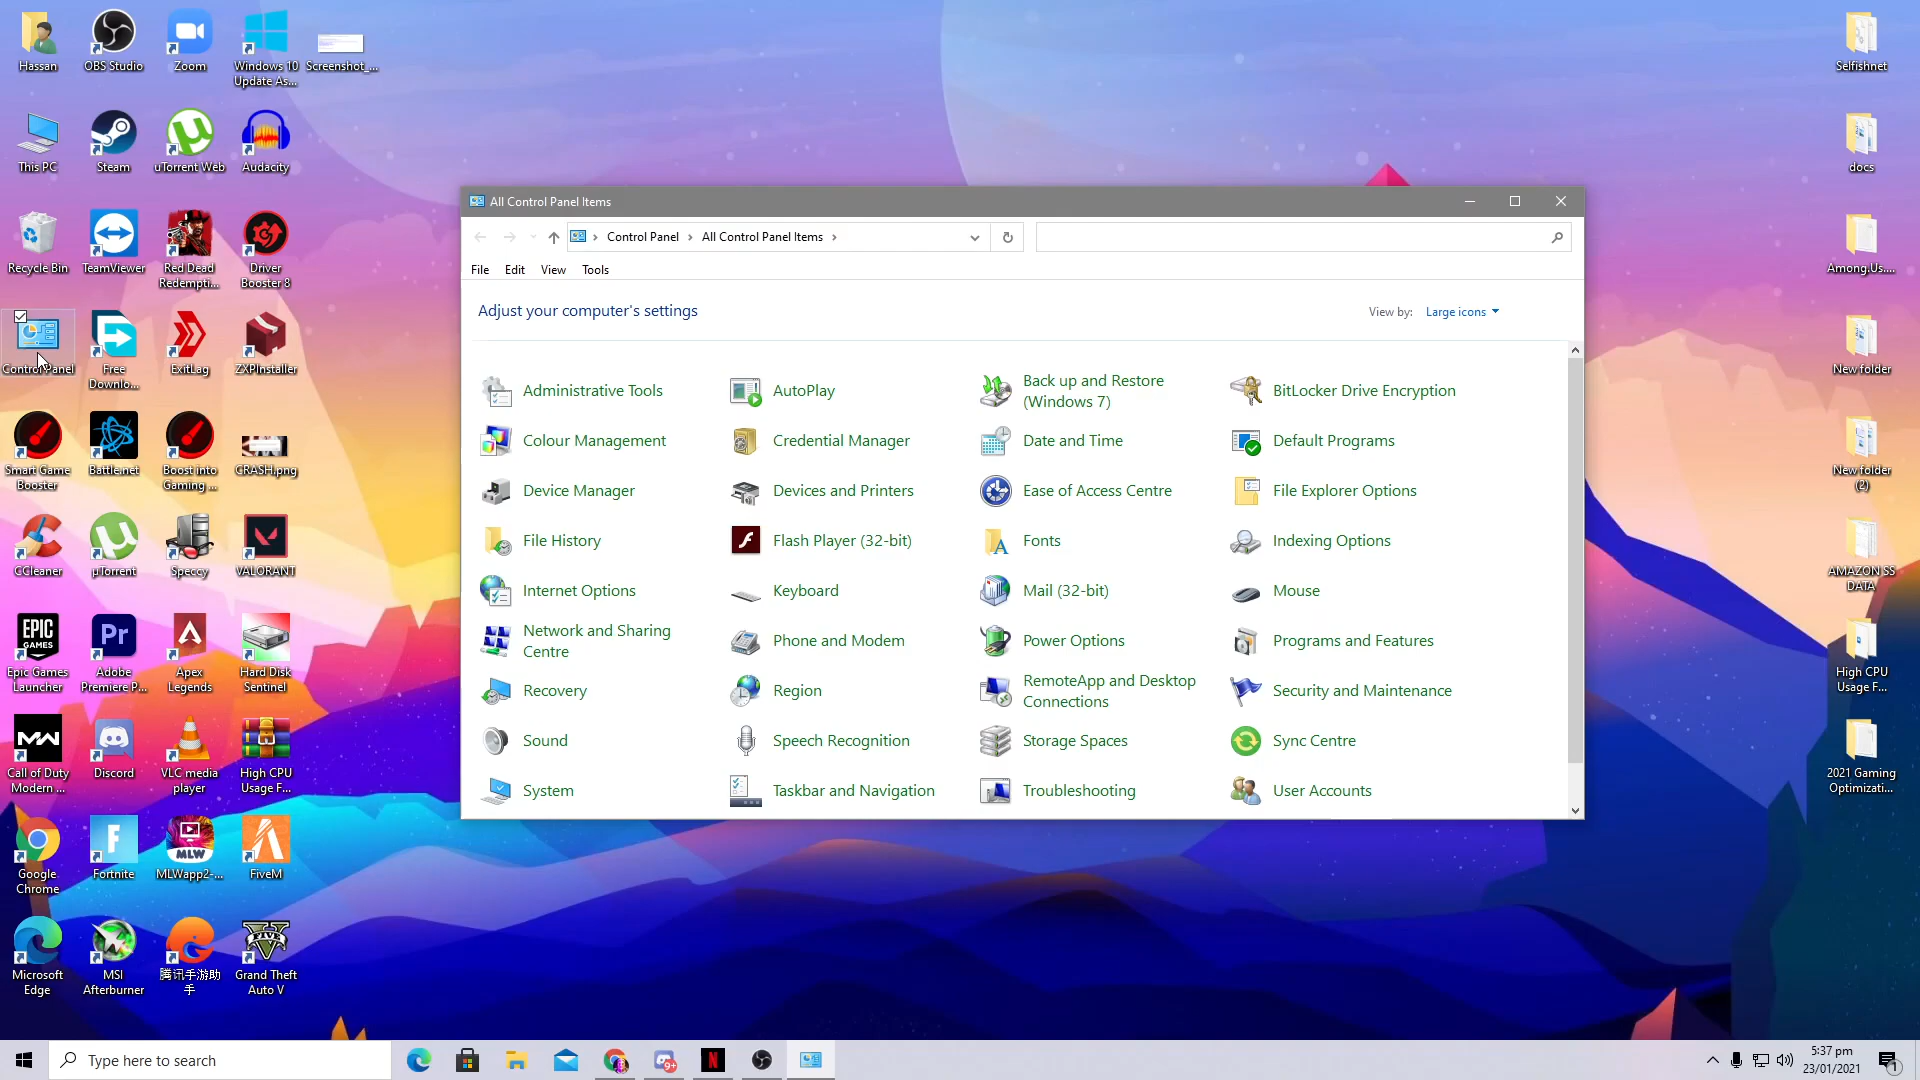 Hassan
OBS Studio
Zoom
Windows 10
Update As...
Screenshot_...
This PC
Steam
uTorrent Web
Audacity
Recycle Bin
TeamViewer
Red Dead
Redempti...
Driver
Booster 8
Control Panel
Free
Downlo...
ExitLag
ZXPInstaller
Smart Game
Booster
Battle.net
Boost into
Gaming ...
CRASH.png
CCleaner
µTorrent
Speccy
VALORANT
EPIC
GAMES
Epic Games
Launcher
Pr
Adobe
Premiere P...
Apex
Legends
Hard Disk
Sentinel
MW
Call of Duty
Modern ...
Discord
VLC media
player
High CPU
Usage F...
Google
Chrome
F
Fortnite
MLW
MLWapp2-...
FiveM
Microsoft
Edge
MSI
Afterburner
腾讯手游助
手
FIVE
Grand Theft
Auto V
All Control Panel Items
Control Panel
All Control Panel Items
File
Edit
View
Tools
Adjust your computer's settings
View by:
Large icons
Administrative Tools
AutoPlay
Back up and Restore
(Windows 7)
BitLocker Drive Encryption
Colour Management
Credential Manager
Date and Time
Default Programs
Device Manager
Devices and Printers
Ease of Access Centre
File Explorer Options
File History
Flash Player (32-bit)
Fonts
Indexing Options
Internet Options
Keyboard
Mail (32-bit)
Mouse
Network and Sharing
Centre
Phone and Modem
Power Options
Programs and Features
Recovery
Region
RemoteApp and Desktop
Connections
Security and Maintenance
Sound
Speech Recognition
Storage Spaces
Sync Centre
System
Taskbar and Navigation
Troubleshooting
User Accounts
Selfishnet
docs
Among.Us....
New folder
New folder
(2)
AMAZON SS
DATA
High CPU
Usage F...
2021 Gaming
Optimizati...
Type here to search
9+
N
5:37 pm
23/01/2021
1